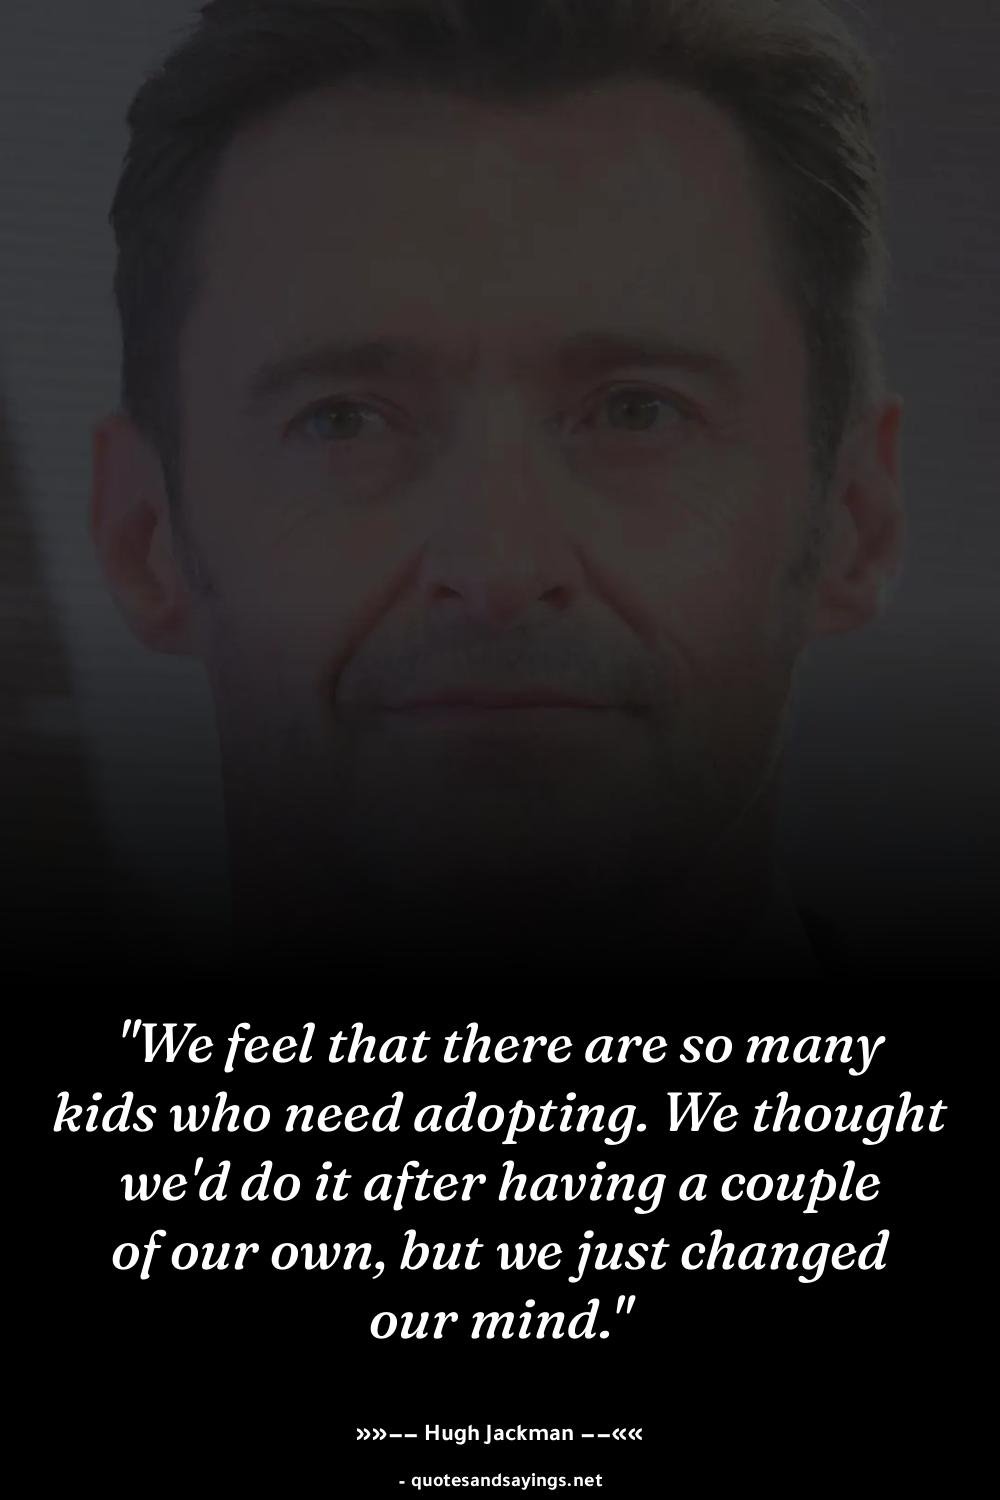 "We feel that there are so many
kids who need adopting. We thought
we'd do it after having a couple
of our own, but we just changed
our mind."
»»–– Hugh Jackman ––««
- quotesandsayings.net